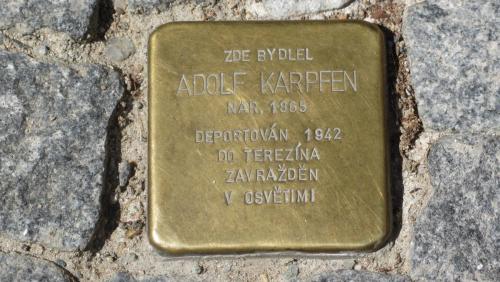 ZDE BYDLEL
ADOLF KARPFEN
NAR. 1865
DEPORTOVÁN 1942
DO TEREZÍNA
ZAVRAŽDĚN
V OSVĚTIMI